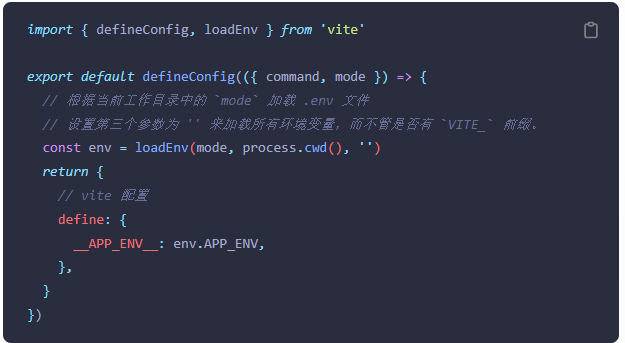 import { defineConfig, loadEnv } from 'vite'

export default defineConfig(({ command, mode }) => {
  // 根据当前工作目录中的 `mode` 加载 .env 文件
  // 设置第三个参数为 '' 来加载所有环境变量，而不管是否有 `VITE_` 前缀。
  const env = loadEnv(mode, process.cwd(), '')
  return {
    // vite 配置
    define: {
      __APP_ENV__: env.APP_ENV,
    },
  }
})